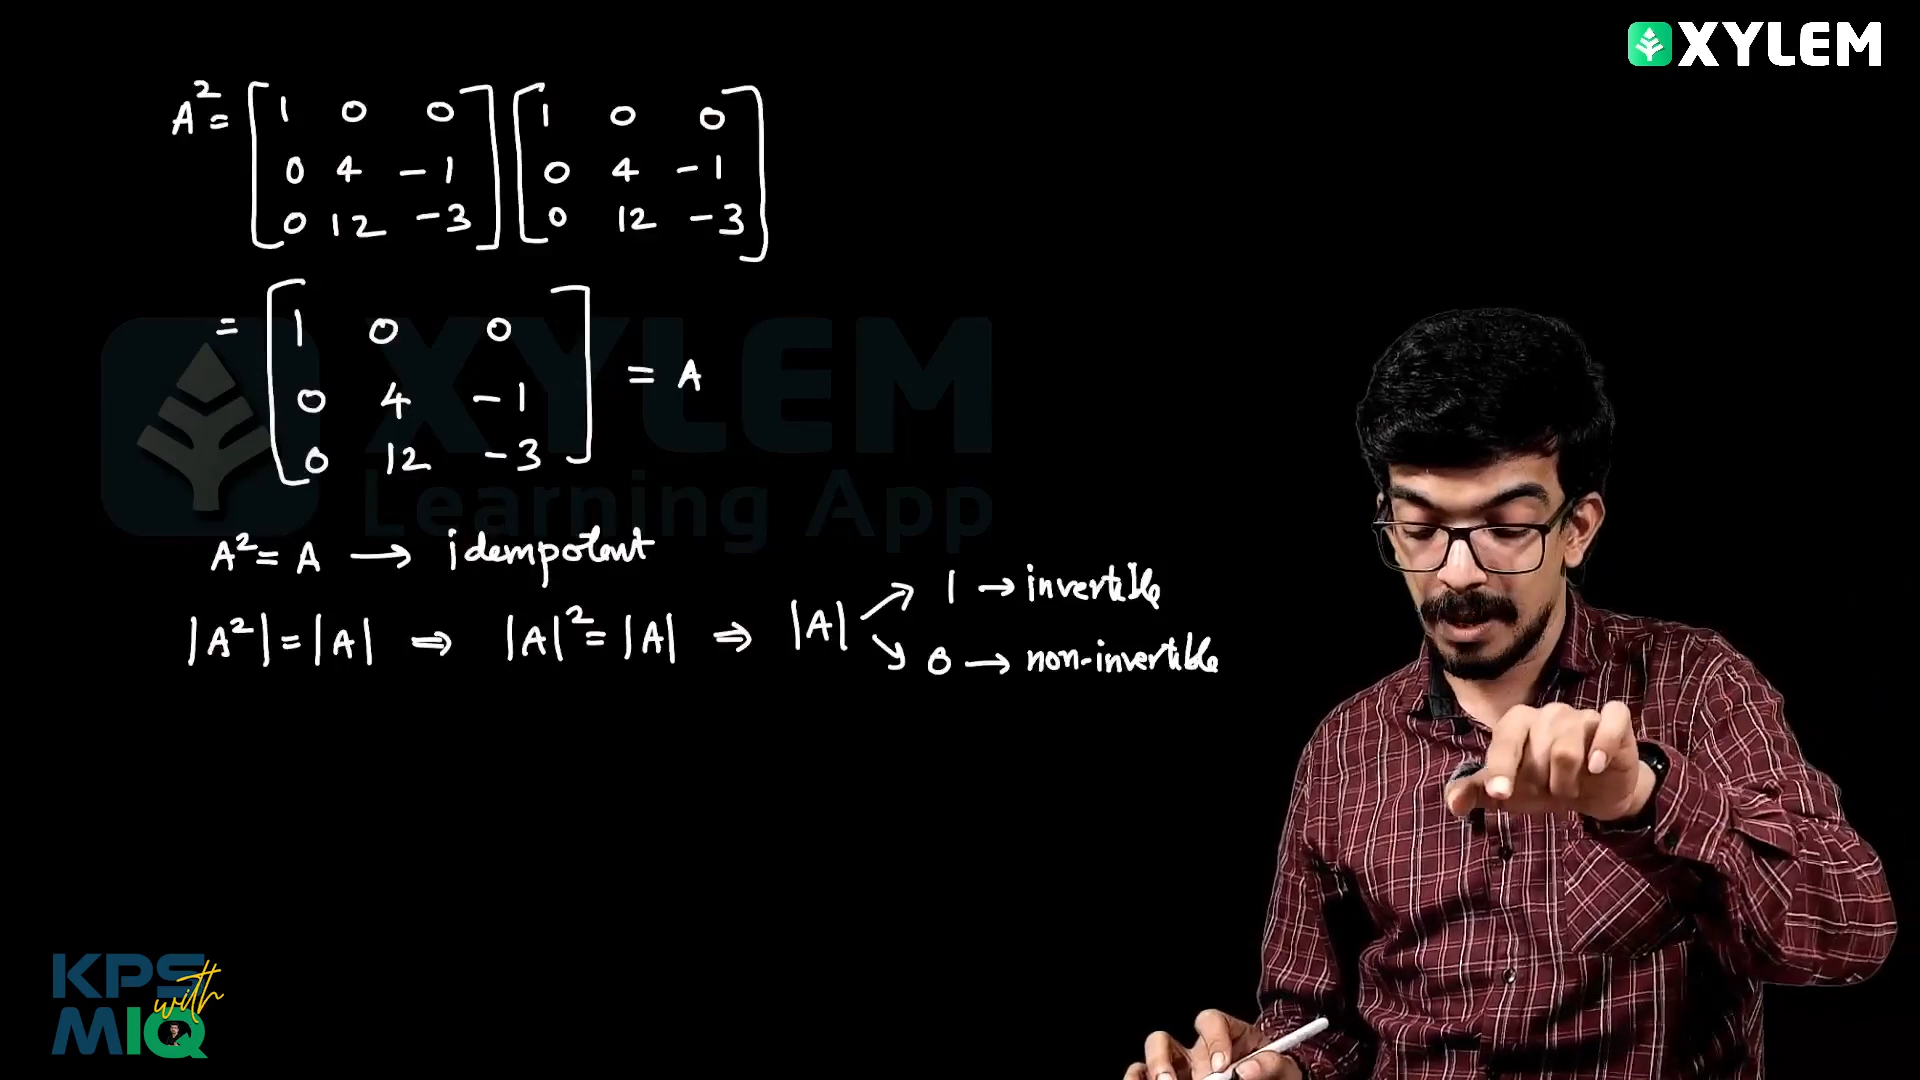 XYLEM
A² = [1 0 0] [1 0 0]
[0 4 -1] [0 4 -1]
[0 12 -3] [0 12 -3]
= [1 0 0]
[0 4 -1] = A
[0 12 -3]
XYLEM
Learning App
A² = A → idempotent
|A²| = |A| ⇒ |A|² = |A| ⇒ |A| ↗ 1 → invertible
↘ 0 → non-invertible
KPS
with
MIQ